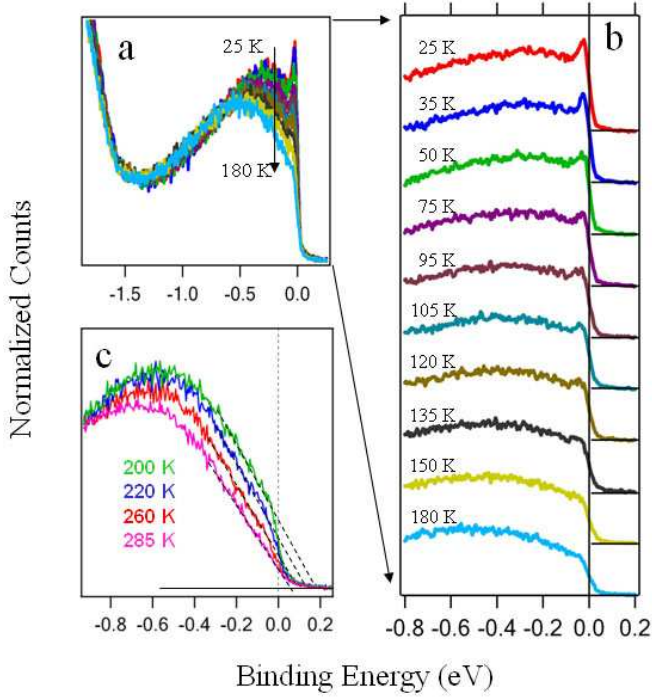 a
25 K
180 K
-1.5 -1.0 -0.5 0.0
c
200 K
220 K
260 K
285 K
-0.8 -0.6 -0.4 -0.2 0.0 0.2
b
25 K
35 K
50 K
75 K
95 K
105 K
120 K
135 K
150 K
180 K
-0.8 -0.6 -0.4 -0.2 0.0 0.2
Normalized Counts
Binding Energy (eV)